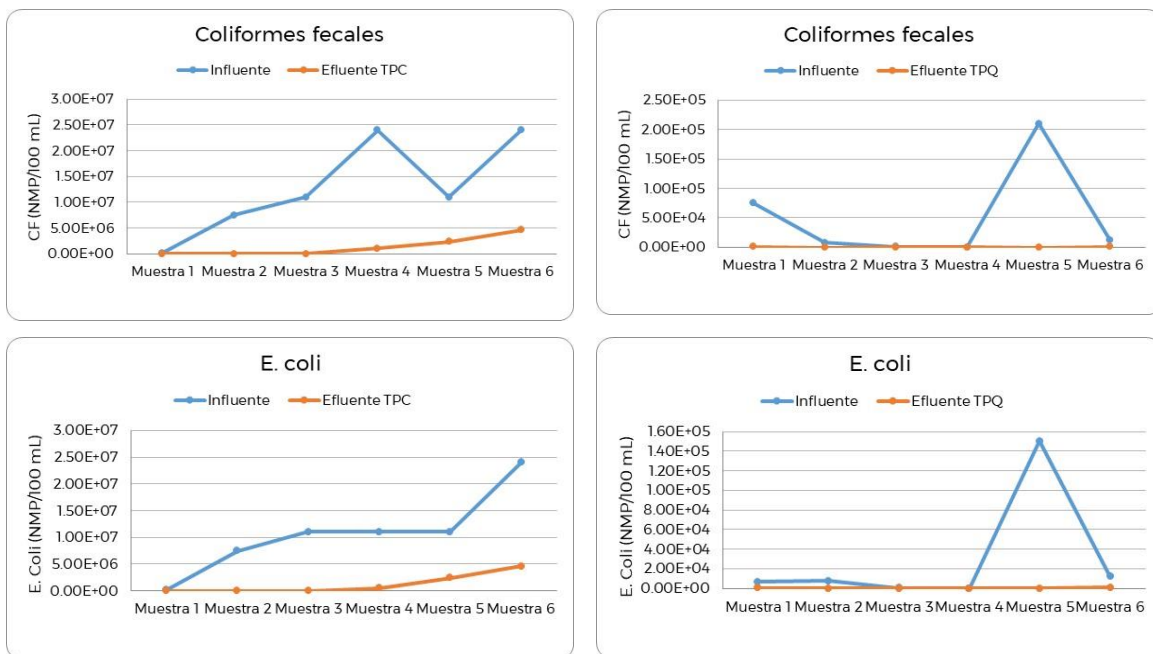 Coliformes fecales
Influente Efluente TPC
CF (NMP/100 mL)
3.00E+07
2.50E+07
2.00E+07
1.50E+07
1.00E+07
5.00E+06
0.00E+00
Muestra 1 Muestra 2 Muestra 3 Muestra 4 Muestra 5 Muestra 6
Coliformes fecales
Influente Efluente TPQ
CF (NMP/100 mL)
2.50E+05
2.00E+05
1.50E+05
1.00E+05
5.00E+04
0.00E+00
Muestra 1 Muestra 2 Muestra 3 Muestra 4 Muestra 5 Muestra 6
E. coli
Influente Efluente TPC
E. Coli (NMP/100 mL)
3.00E+07
2.50E+07
2.00E+07
1.50E+07
1.00E+07
5.00E+06
0.00E+00
Muestra 1 Muestra 2 Muestra 3 Muestra 4 Muestra 5 Muestra 6
E. coli
Influente Efluente TPQ
E. Coli (NMP/100 mL)
1.60E+05
1.40E+05
1.20E+05
1.00E+05
8.00E+04
6.00E+04
4.00E+04
2.00E+04
0.00E+00
Muestra 1 Muestra 2 Muestra 3 Muestra 4 Muestra 5 Muestra 6